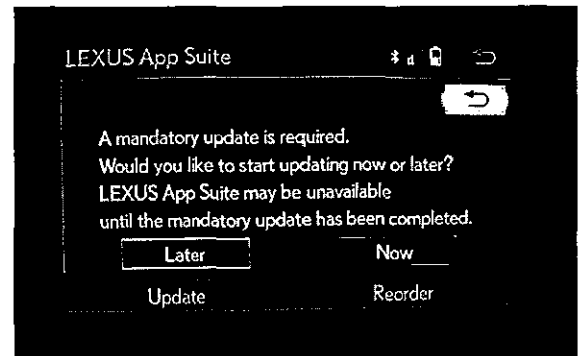 LEXUS App Suite
A mandatory update is required.
Would you like to start updating now or later?
LEXUS App Suite may be unavailable
until the mandatory update has been completed.
Later Now
Update Reorder